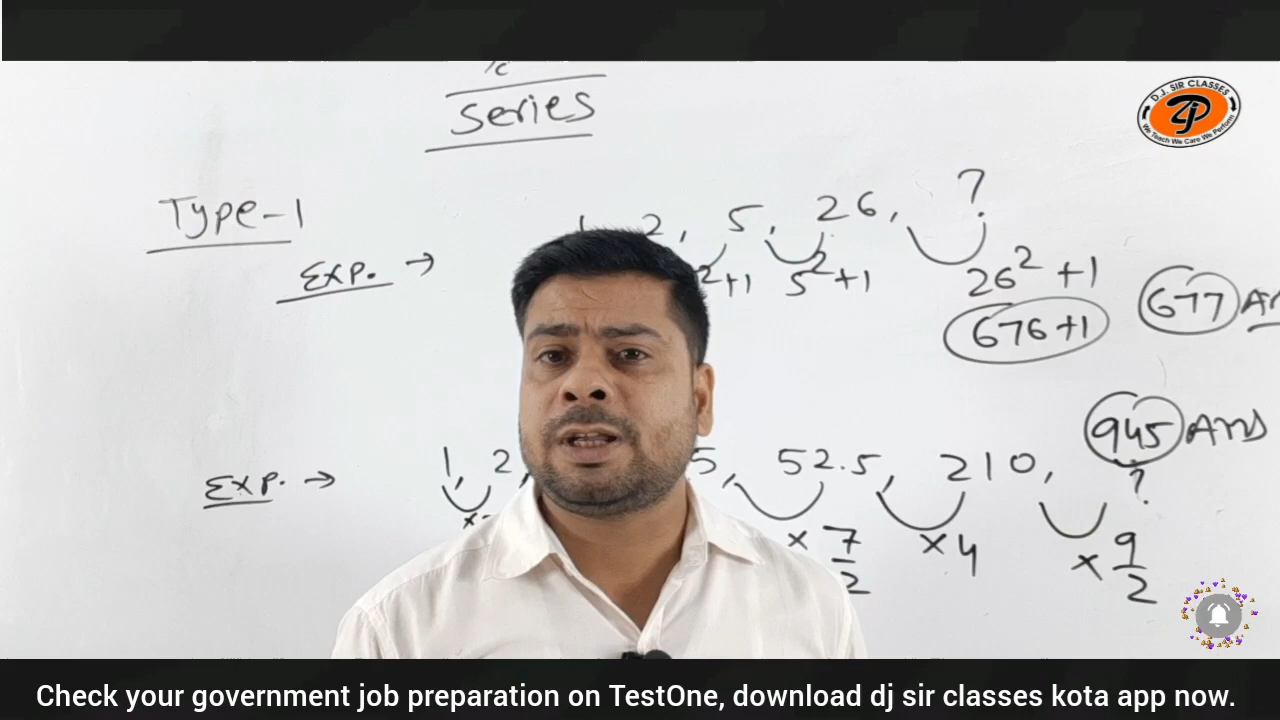 series
D.J. SIR CLASSES
We Teach We Care We Perform
Type-1
Exp. → 1, 2, 5, 26, ?
²+1 5²+1 26²+1
676+1 677
945 Ans
Exp. → 1, 2, 5, 52.5, 210, ?
× × 7/2 × 4 × 9/2
Check your government job preparation on TestOne, download dj sir classes kota app now.